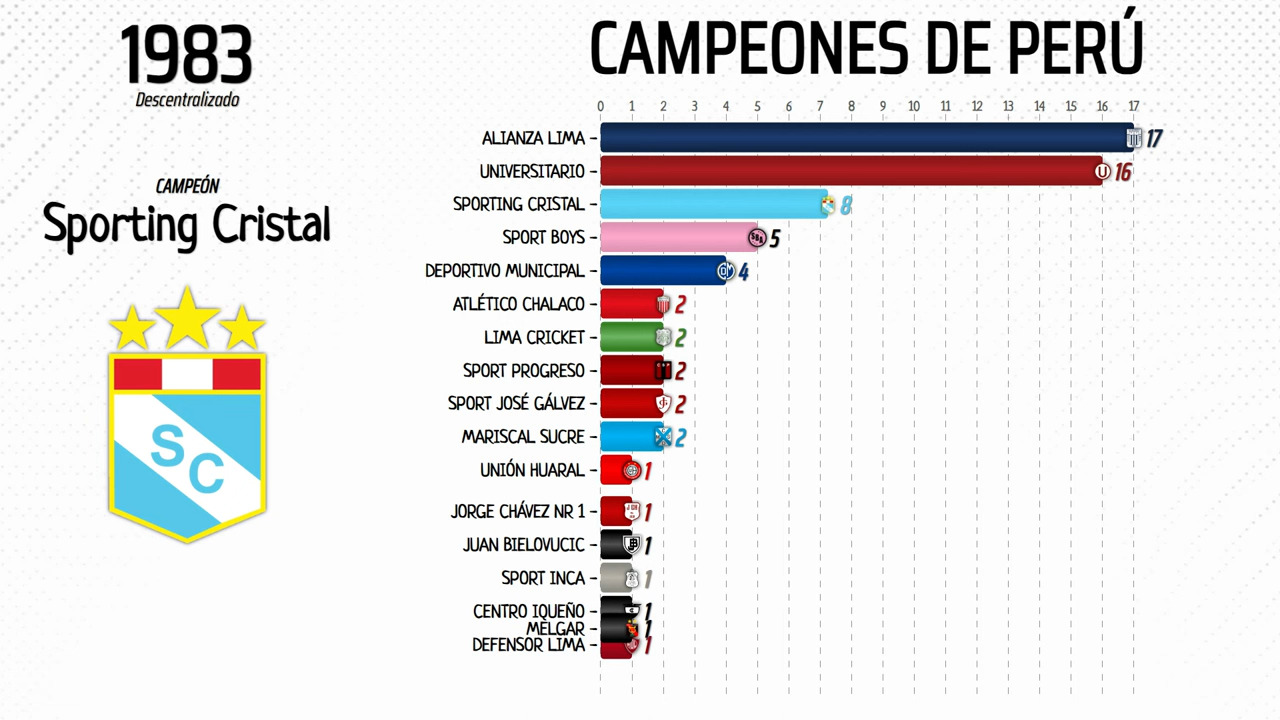 1983
Descentralizado
CAMPEÓN
Sporting Cristal
SC
CAMPEONES DE PERÚ
0 1 2 3 4 5 6 7 8 9 10 11 12 13 14 15 16 17
ALIANZA LIMA 17
UNIVERSITARIO U 16
SPORTING CRISTAL 8
SPORT BOYS SBA 5
DEPORTIVO MUNICIPAL 4
ATLÉTICO CHALACO 2
LIMA CRICKET 2
SPORT PROGRESO 2
SPORT JOSÉ GÁLVEZ 2
MARISCAL SUCRE 2
UNIÓN HUARAL 1
JORGE CHÁVEZ NR 1 1
JUAN BIELOVUCIC 1
SPORT INCA 1
CENTRO IQUEÑO 1
MELGAR 1
DEFENSOR LIMA 1